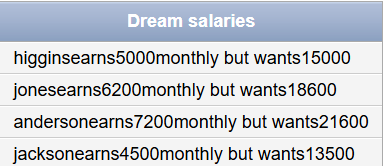 Dream salaries
higginsearns5000monthly but wants15000
jonesearns6200monthly but wants18600
andersonearns7200monthly but wants21600
jacksonearns4500monthly but wants13500